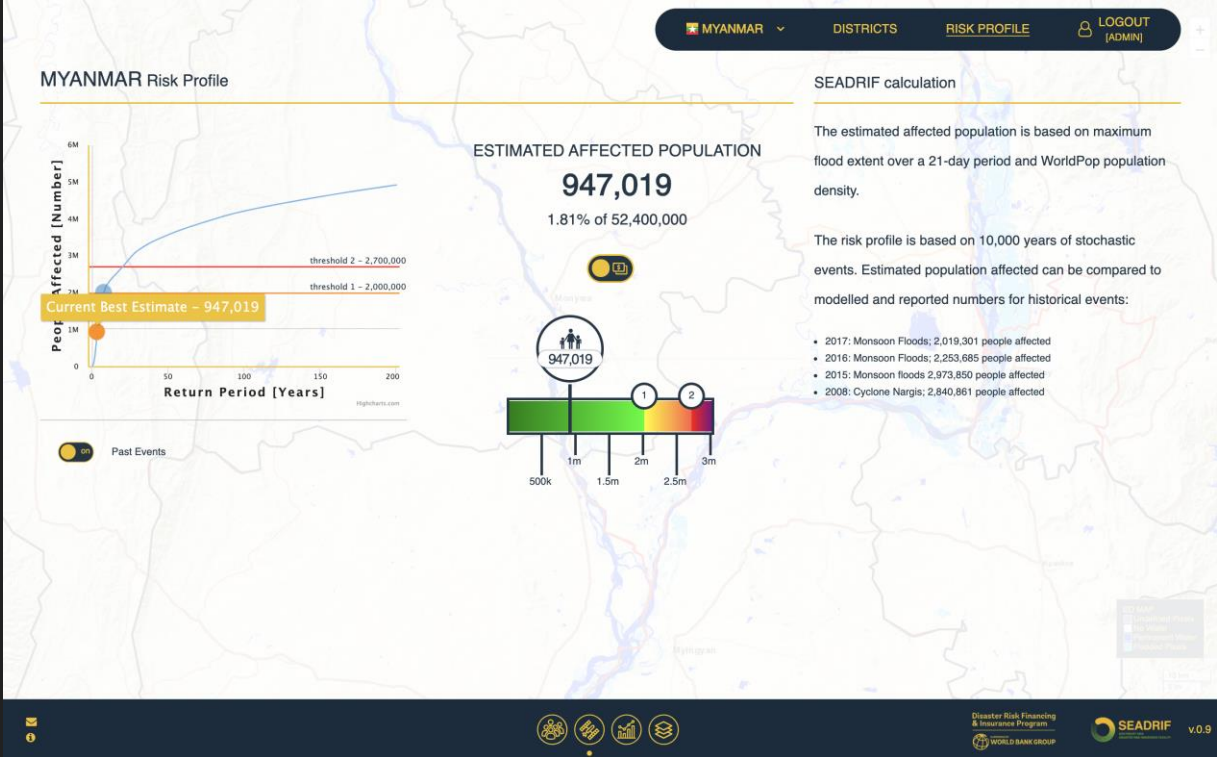 MYANMAR
DISTRICTS
RISK PROFILE
LOGOUT
[ADMIN]
MYANMAR Risk Profile
6M
5M
4M
3M
2M
1M
0
Affected [Number]
threshold 2 – 2,700,000
threshold 1 – 2,000,000
Current Best Estimate – 947,019
0
50
100
150
200
Return Period [Years]
Highcharts.com
on
Past Events
ESTIMATED AFFECTED POPULATION
947,019
1.81% of 52,400,000
947,019
1
2
1m
2m
3m
500k
1.5m
2.5m
SEADRIF calculation
The estimated affected population is based on maximum
flood extent over a 21-day period and WorldPop population
density.
The risk profile is based on 10,000 years of stochastic
events. Estimated population affected can be compared to
modelled and reported numbers for historical events:
2017: Monsoon Floods; 2,019,301 people affected
2016: Monsoon Floods; 2,253,685 people affected
2015: Monsoon floods 2,973,850 people affected
2008: Cyclone Nargis; 2,840,861 people affected
Myingyan
Disaster Risk Financing
& Insurance Program
WORLD BANK GROUP
SEADRIF
v.0.9